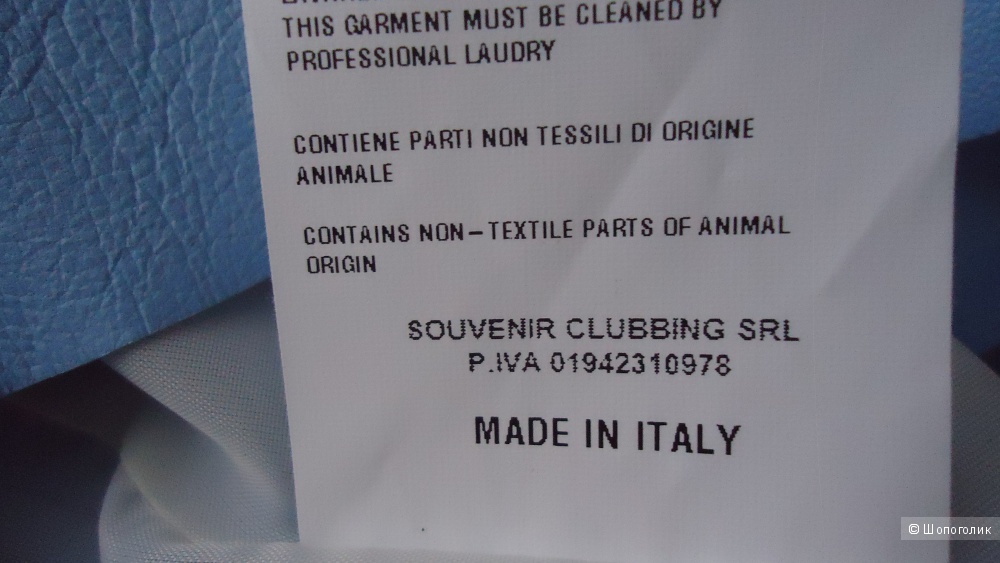 THIS GARMENT MUST BE CLEANED BY
PROFESSIONAL LAUDRY
CONTIENE PARTI NON TESSILI DI ORIGINE
ANIMALE
CONTAINS NON-TEXTILE PARTS OF ANIMAL
ORIGIN
SOUVENIR CLUBBING SRL
P.IVA 01942310978
MADE IN ITALY
© Шопоголик